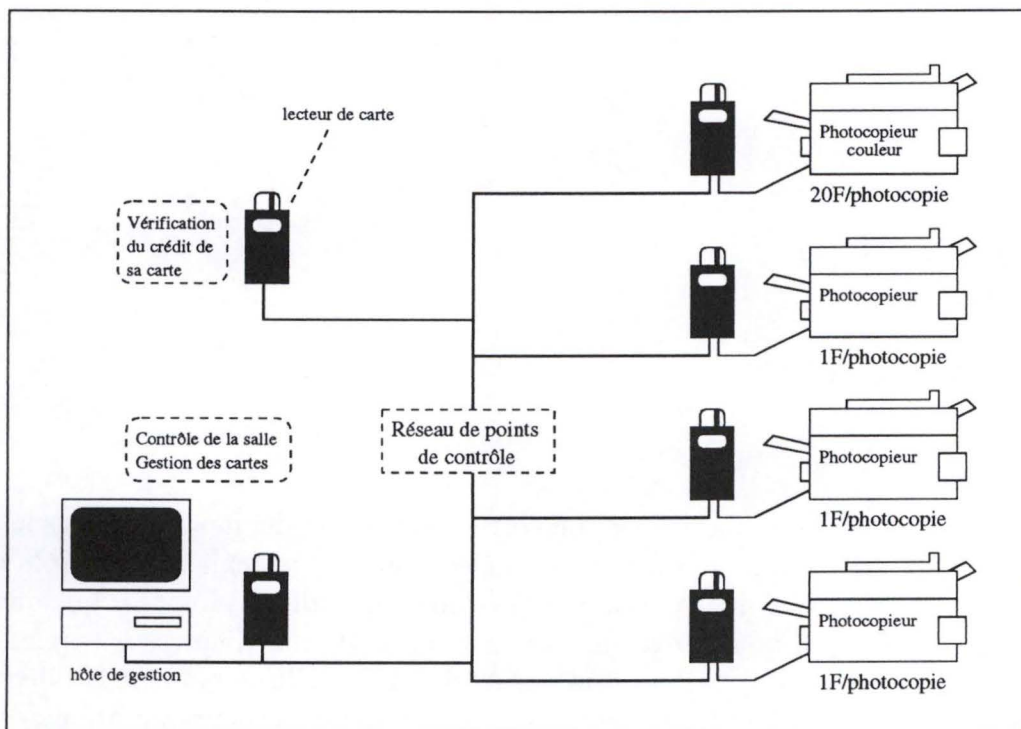 lecteur de carte
Vérification
du crédit de
sa carte
Photocopieur
couleur
20F/photocopie
Photocopieur
1F/photocopie
Contrôle de la salle
Gestion des cartes
Réseau de points
de contrôle
Photocopieur
1F/photocopie
hôte de gestion
Photocopieur
1F/photocopie